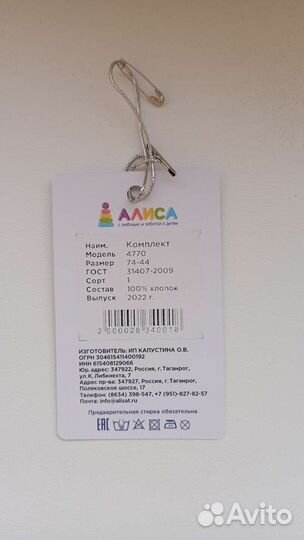 АЛИСА
с любовью и заботой о детях
Наим. Комплект
Модель 4770
Размер 74-44
ГОСТ 31407-2009
Сорт 1
Состав 100% хлопок
Выпуск 2022 г.
2 000028 340018
ИЗГОТОВИТЕЛЬ: ИП КАПУСТИНА О.В.
ОГРН 304615411400192
ИНН 615408129066
Юр. адрес: 347922, Россия, г. Таганрог,
ул.К.Либкнехта, 7
Адрес пр-ва: 347927, Россия, г. Таганрог,
Поляковское шоссе, 17
Телефон: (8634) 398-547, +7 (951)-827-82-57
Почта: info@alisat.ru
Предварительная стирка обязательна
EAC
Avito